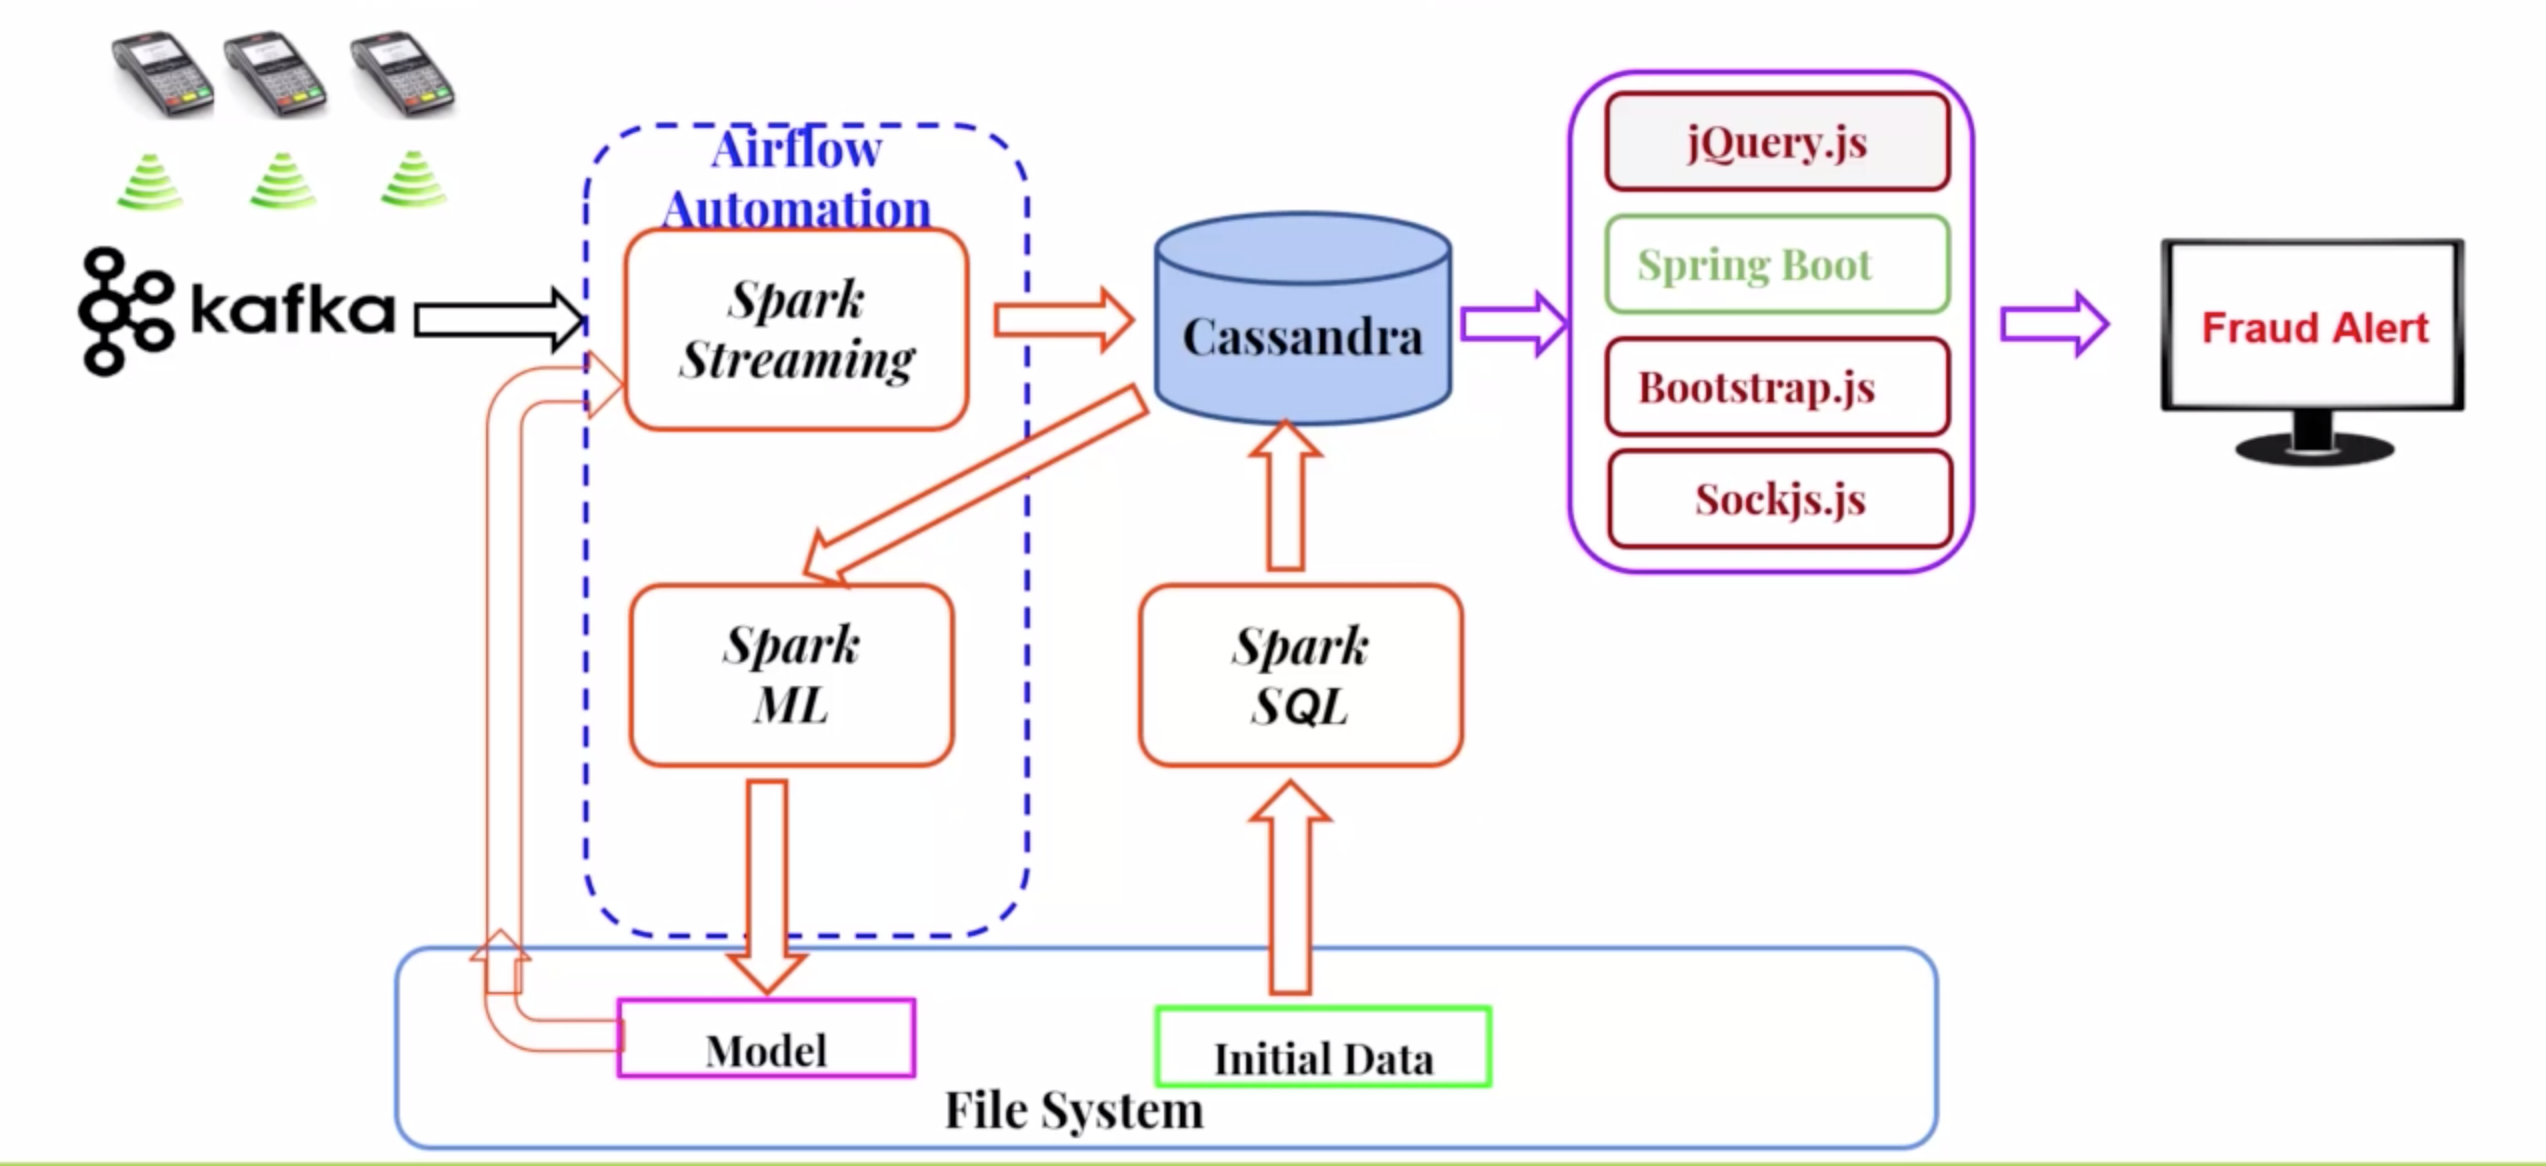 Airflow
Automation
kafka
Spark
Streaming
Cassandra
jQuery.js
Spring Boot
Bootstrap.js
Sockjs.js
Fraud Alert
Spark
ML
Spark
SQL
Model
Initial Data
File System